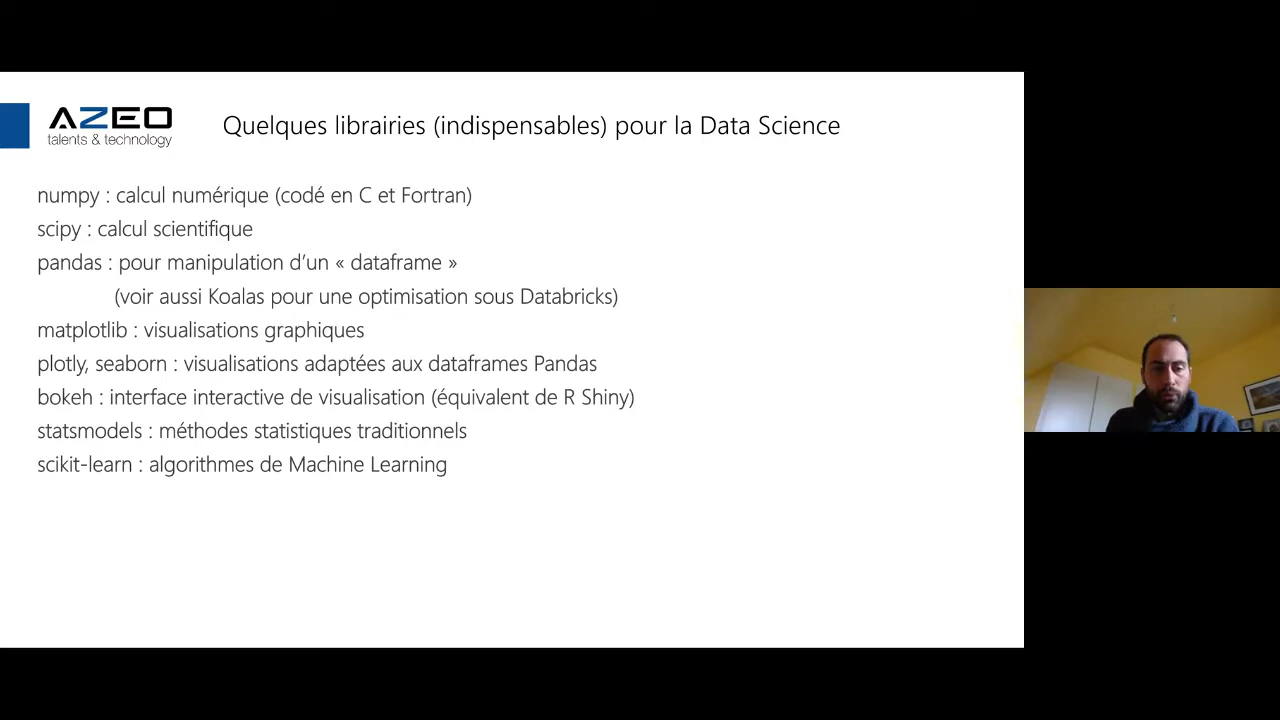 AZEO
talents & technology
Quelques librairies (indispensables) pour la Data Science
numpy : calcul numérique (codé en C et Fortran)
scipy : calcul scientifique
pandas : pour manipulation d’un « dataframe »
(voir aussi Koalas pour une optimisation sous Databricks)
matplotlib : visualisations graphiques
plotly, seaborn : visualisations adaptées aux dataframes Pandas
bokeh : interface interactive de visualisation (équivalent de R Shiny)
statsmodels : méthodes statistiques traditionnels
scikit-learn : algorithmes de Machine Learning